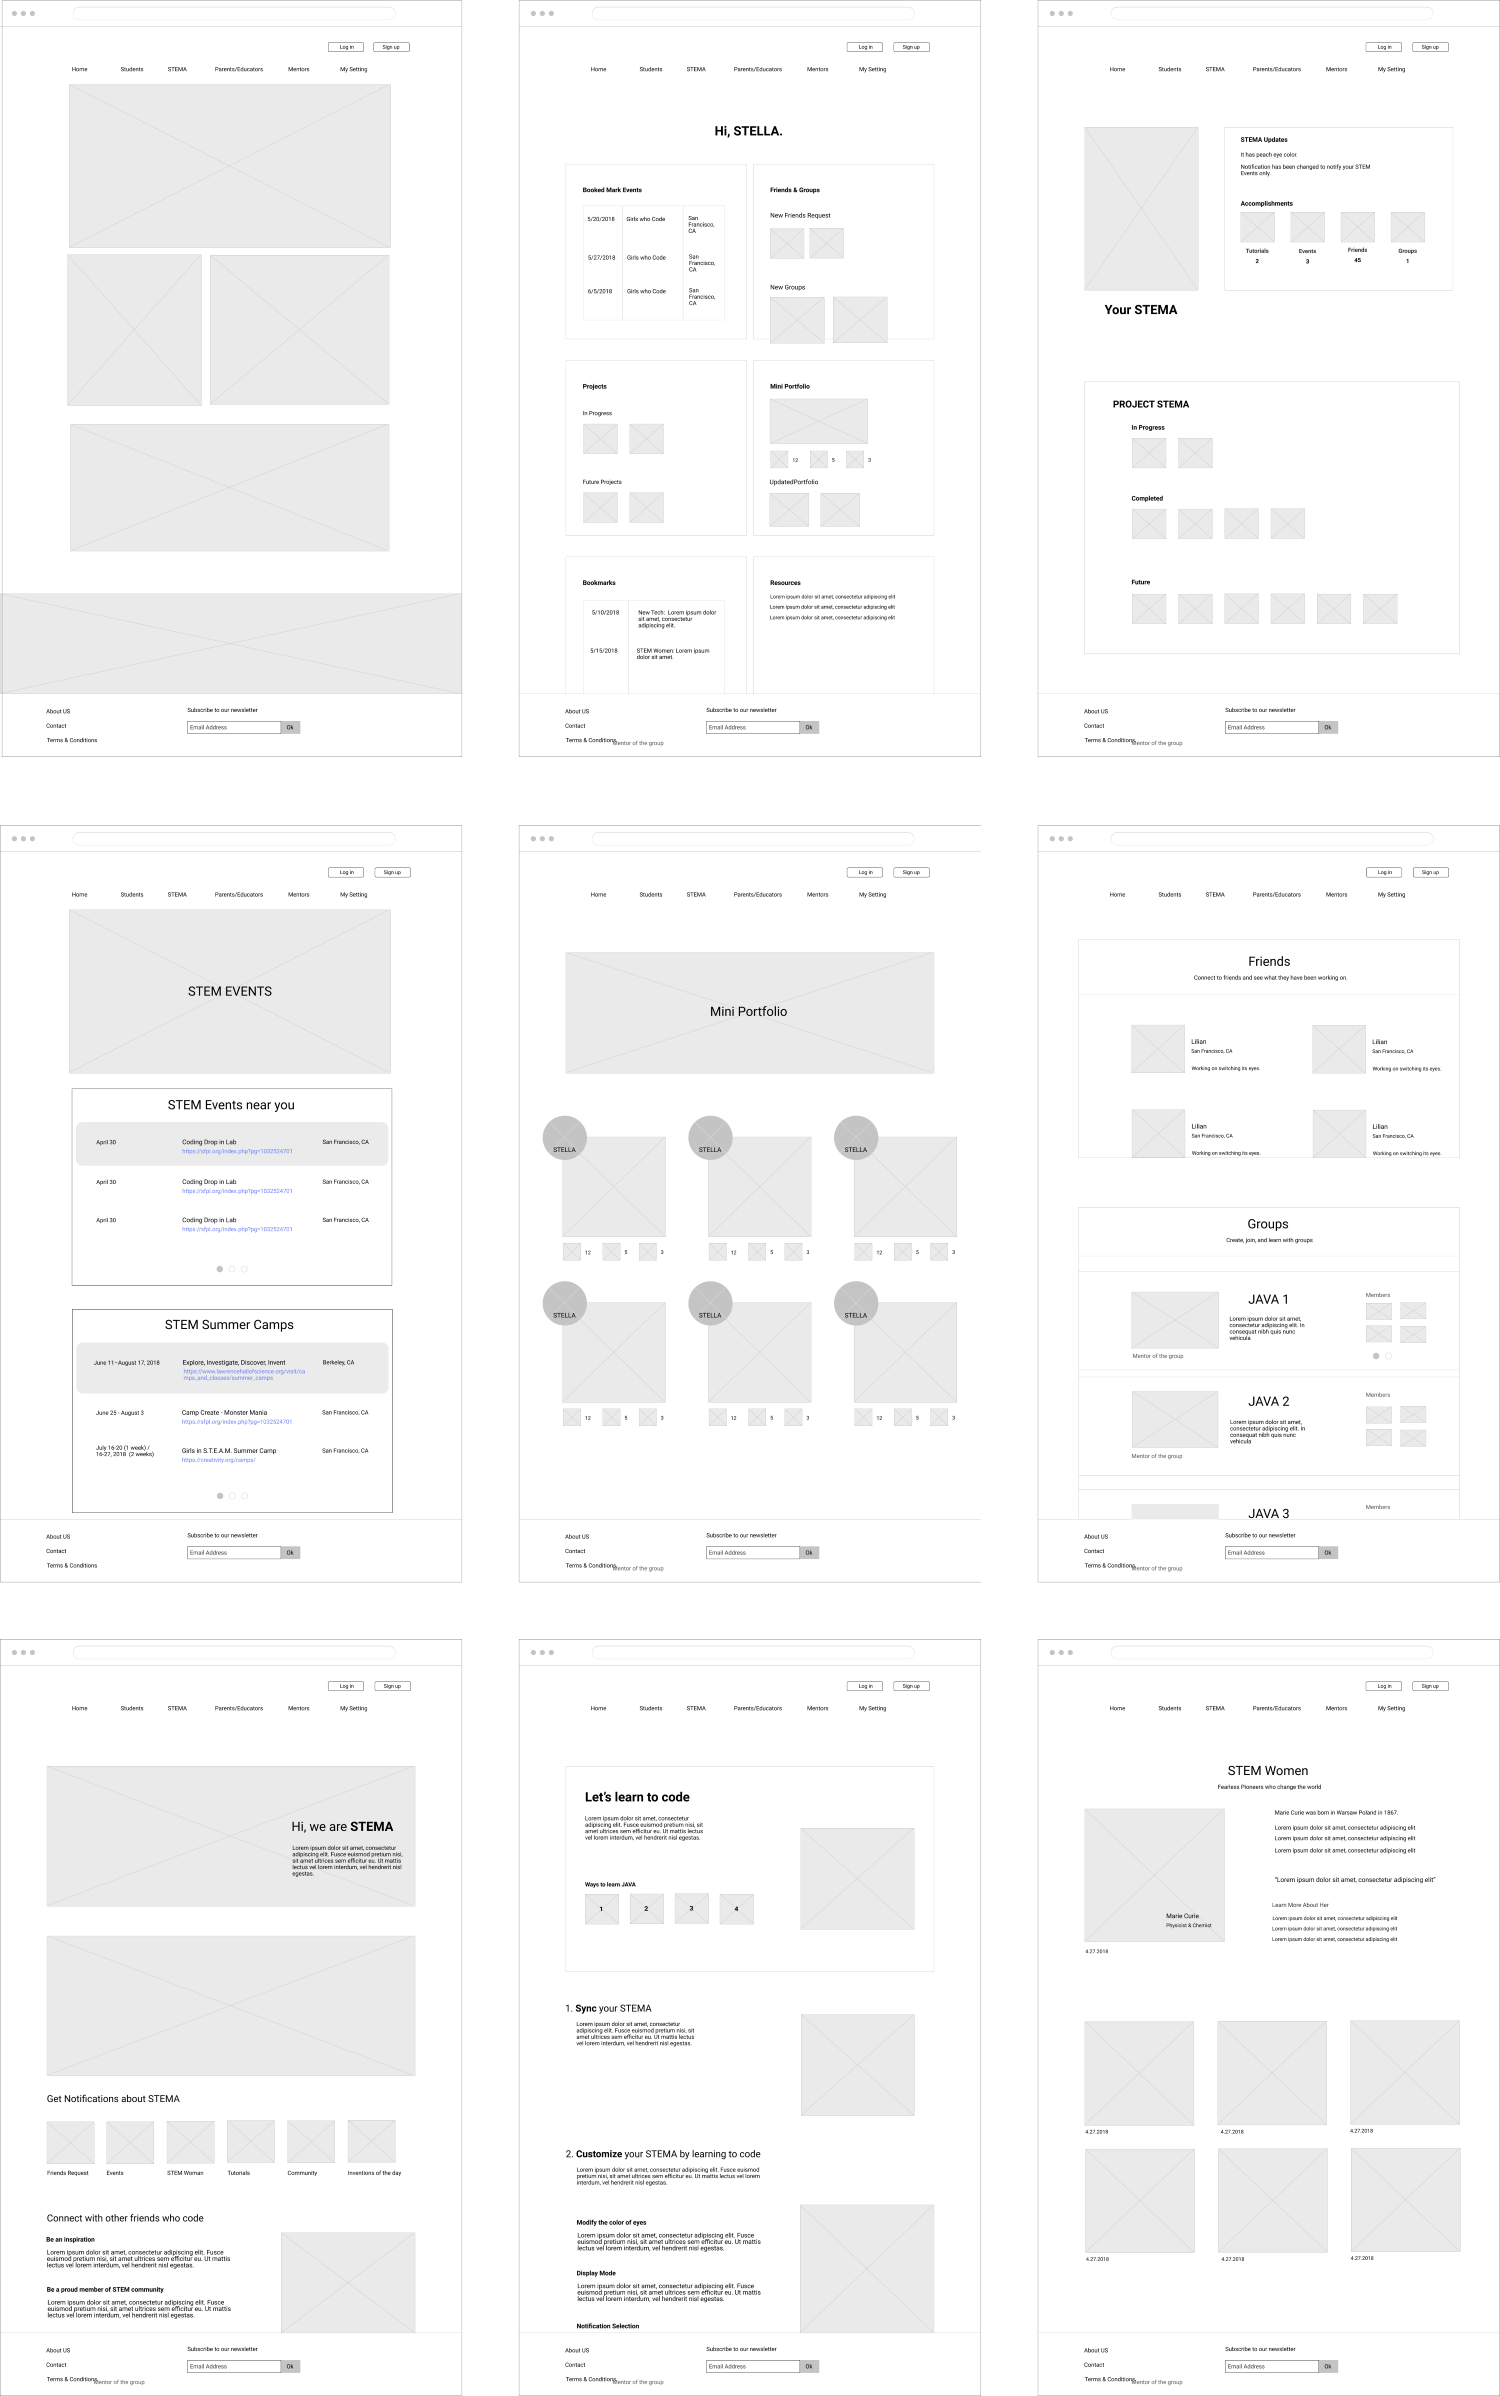 Log in Sign up
Home Students STEMA Parents/Educators Mentors My Setting
About US
Contact
Terms & Conditions
Subscribe to our newsletter
Email Address Ok
Log in Sign up
Home Students STEMA Parents/Educators Mentors My Setting
Hi, STELLA.
Booked Mark Events
5/20/2018 Girls who Code San
Francisco,
CA
5/27/2018 Girls who Code San
Francisco,
CA
6/5/2018 Girls who Code San
Francisco,
CA
Friends & Groups
New Friends Request
New Groups
Projects
In Progress
Future Projects
Mini Portfolio
12 5 3
UpdatedPortfolio
Bookmarks
5/10/2018 New Tech: Lorem ipsum dolor
sit amet, consectetur
adipiscing elit.
5/15/2018 STEM Women: Lorem ipsum
dolor sit amet.
Resources
Lorem ipsum dolor sit amet, consectetur adipiscing elit
Lorem ipsum dolor sit amet, consectetur adipiscing elit
Lorem ipsum dolor sit amet, consectetur adipiscing elit
About US
Contact
Terms & Conditions
Mentor of the group
Subscribe to our newsletter
Email Address Ok
Log in Sign up
Home Students STEMA Parents/Educators Mentors My Setting
STEMA Updates
It has peach eye color.
Notification has been changed to notify your STEM
Events only.
Accomplishments
Tutorials Events Friends Groups
2 3 45 1
Your STEMA
PROJECT STEMA
In Progress
Completed
Future
About US
Contact
Terms & Conditions
Mentor of the group
Subscribe to our newsletter
Email Address Ok
Log in Sign up
Home Students STEMA Parents/Educators Mentors My Setting
STEM EVENTS
STEM Events near you
April 30 Coding Drop in Lab San Francisco, CA
https://sfpl.org/index.php?pg=1032524701
April 30 Coding Drop in Lab San Francisco, CA
https://sfpl.org/index.php?pg=1032524701
April 30 Coding Drop in Lab San Francisco, CA
https://sfpl.org/index.php?pg=1032524701
STEM Summer Camps
June 11–August 17, 2018 Explore, Investigate, Discover, Invent Berkeley, CA
https://www.lawrencehallofscience.org/visit/ca
mps_and_classes/summer_camps
June 25 - August 3 Camp Create - Monster Mania San Francisco, CA
https://sfpl.org/index.php?pg=1032524701
July 16-20 (1 week) /
16-27, 2018 (2 weeks) Girls in S.T.E.A.M. Summer Camp San Francisco, CA
https://creativity.org/camps/
About US
Contact
Terms & Conditions
Subscribe to our newsletter
Email Address Ok
Log in Sign up
Home Students STEMA Parents/Educators Mentors My Setting
Mini Portfolio
STELLA STELLA STELLA
12 5 3 12 5 3 12 5 3
STELLA STELLA STELLA
12 5 3 12 5 3 12 5 3
About US
Contact
Terms & Conditions
Mentor of the group
Subscribe to our newsletter
Email Address Ok
Log in Sign up
Home Students STEMA Parents/Educators Mentors My Setting
Friends
Connect to friends and see what they have been working on.
Lilian Lilian
San Francisco, CA San Francisco, CA
Working on switching its eyes. Working on switching its eyes.
Lilian Lilian
San Francisco, CA San Francisco, CA
Working on switching its eyes. Working on switching its eyes.
Groups
Create, join, and learn with groups
JAVA 1
Lorem ipsum dolor sit amet,
consectetur adipiscing elit. In
consequat nibh quis nunc
vehicula
Mentor of the group
Members
JAVA 2
Lorem ipsum dolor sit amet,
consectetur adipiscing elit. In
consequat nibh quis nunc
vehicula
Mentor of the group
Members
JAVA 3
Members
About US
Contact
Terms & Conditions
Mentor of the group
Subscribe to our newsletter
Email Address Ok
Log in Sign up
Home Students STEMA Parents/Educators Mentors My Setting
Hi, we are STEMA
Lorem ipsum dolor sit amet, consectetur
adipiscing elit. Fusce euismod pretium nisi,
sit amet ultrices sem efficitur eu. Ut mattis
lectus vel lorem interdum, vel hendrerit nisl
egestas.
Get Notifications about STEMA
Friends Request Events STEM Woman Tutorials Community Inventions of the day
Connect with other friends who code
Be an inspiration
Lorem ipsum dolor sit amet, consectetur adipiscing elit. Fusce
euismod pretium nisi, sit amet ultrices sem efficitur eu. Ut mattis
lectus vel lorem interdum, vel hendrerit nisl egestas.
Be a proud member of STEM community
Lorem ipsum dolor sit amet, consectetur adipiscing elit. Fusce
euismod pretium nisi, sit amet ultrices sem efficitur eu. Ut mattis
lectus vel lorem interdum, vel hendrerit nisl egestas.
About US
Contact
Terms & Conditions
Mentor of the group
Subscribe to our newsletter
Email Address Ok
Log in Sign up
Home Students STEMA Parents/Educators Mentors My Setting
Let's learn to code
Lorem ipsum dolor sit amet, consectetur
adipiscing elit. Fusce euismod pretium nisi, sit
amet ultrices sem efficitur eu. Ut mattis lectus
vel lorem interdum, vel hendrerit nisl egestas.
Ways to learn JAVA
1 2 3 4
1. Sync your STEMA
Lorem ipsum dolor sit amet, consectetur
adipiscing elit. Fusce euismod pretium nisi, sit
amet ultrices sem efficitur eu. Ut mattis lectus
vel lorem interdum, vel hendrerit nisl egestas.
2. Customize your STEMA by learning to code
Lorem ipsum dolor sit amet, consectetur adipiscing elit. Fusce euismod
pretium nisi, sit amet ultrices sem efficitur eu. Ut mattis lectus vel lorem
interdum, vel hendrerit nisl egestas.
Modify the color of eyes
Lorem ipsum dolor sit amet, consectetur adipiscing elit. Fusce
euismod pretium nisi, sit amet ultrices sem efficitur eu. Ut mattis
lectus vel lorem interdum, vel hendrerit nisl egestas.
Display Mode
Lorem ipsum dolor sit amet, consectetur adipiscing elit. Fusce
euismod pretium nisi, sit amet ultrices sem efficitur eu. Ut mattis
lectus vel lorem interdum, vel hendrerit nisl egestas.
Notification Selection
About US
Contact
Terms & Conditions
Mentor of the group
Subscribe to our newsletter
Email Address Ok
Log in Sign up
Home Students STEMA Parents/Educators Mentors My Setting
STEM Women
Fearless Pioneers who change the world
Marie Curie
Physicist & Chemist
4.27.2018
Marie Curie was born in Warsaw Poland in 1867.
Lorem ipsum dolor sit amet, consectetur adipiscing elit
Lorem ipsum dolor sit amet, consectetur adipiscing elit
Lorem ipsum dolor sit amet, consectetur adipiscing elit
"Lorem ipsum dolor sit amet, consectetur adipiscing elit"
Learn More About Her
Lorem ipsum dolor sit amet, consectetur adipiscing elit
Lorem ipsum dolor sit amet, consectetur adipiscing elit
Lorem ipsum dolor sit amet, consectetur adipiscing elit
4.27.2018 4.27.2018 4.27.2018
4.27.2018 4.27.2018 4.27.2018
About US
Contact
Terms & Conditions
Mentor of the group
Subscribe to our newsletter
Email Address Ok